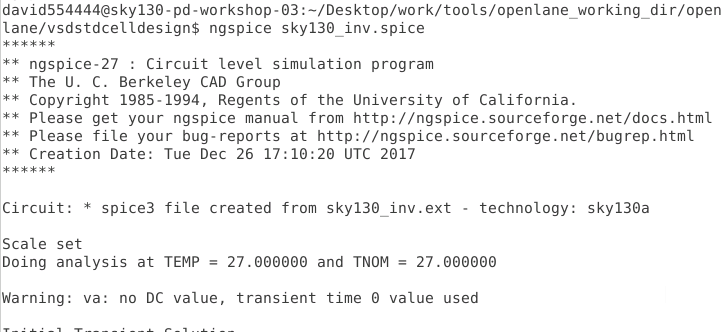 david554444@sky130-pd-workshop-03:~/Desktop/work/tools/openlane_working_dir/open
lane/vsdstdcelldesign$ ngspice sky130_inv.spice
******
** ngspice-27 : Circuit level simulation program
** The U. C. Berkeley CAD Group
** Copyright 1985-1994, Regents of the University of California.
** Please get your ngspice manual from http://ngspice.sourceforge.net/docs.html
** Please file your bug-reports at http://ngspice.sourceforge.net/bugrep.html
** Creation Date: Tue Dec 26 17:10:20 UTC 2017
******
Circuit: * spice3 file created from sky130_inv.ext - technology: sky130a
Scale set
Doing analysis at TEMP = 27.000000 and TNOM = 27.000000
Warning: va: no DC value, transient time 0 value used
Initial Transient Solution